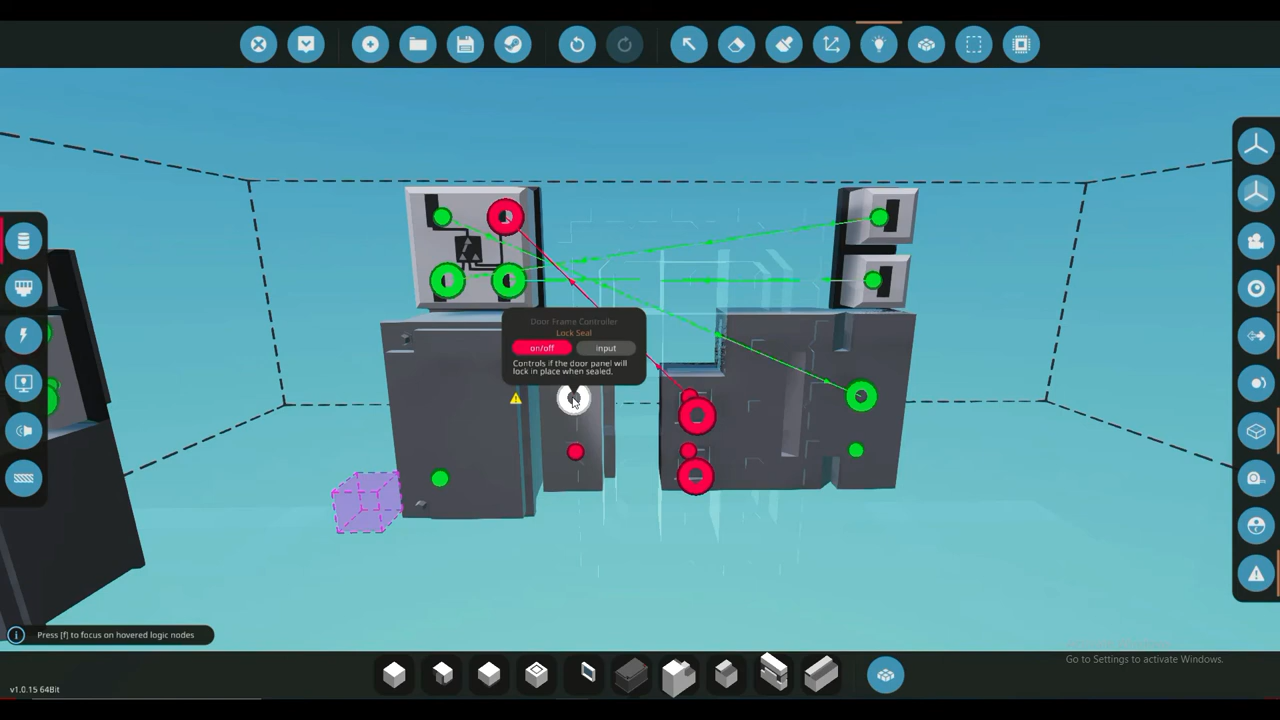 Door Frame Controller
Lock Seal
on/off
input
Controls if the door panel will
lock in place when sealed.
Press [f] to focus on hovered logic nodes
Go to Settings to activate Windows.
v1.0.15 64Bit